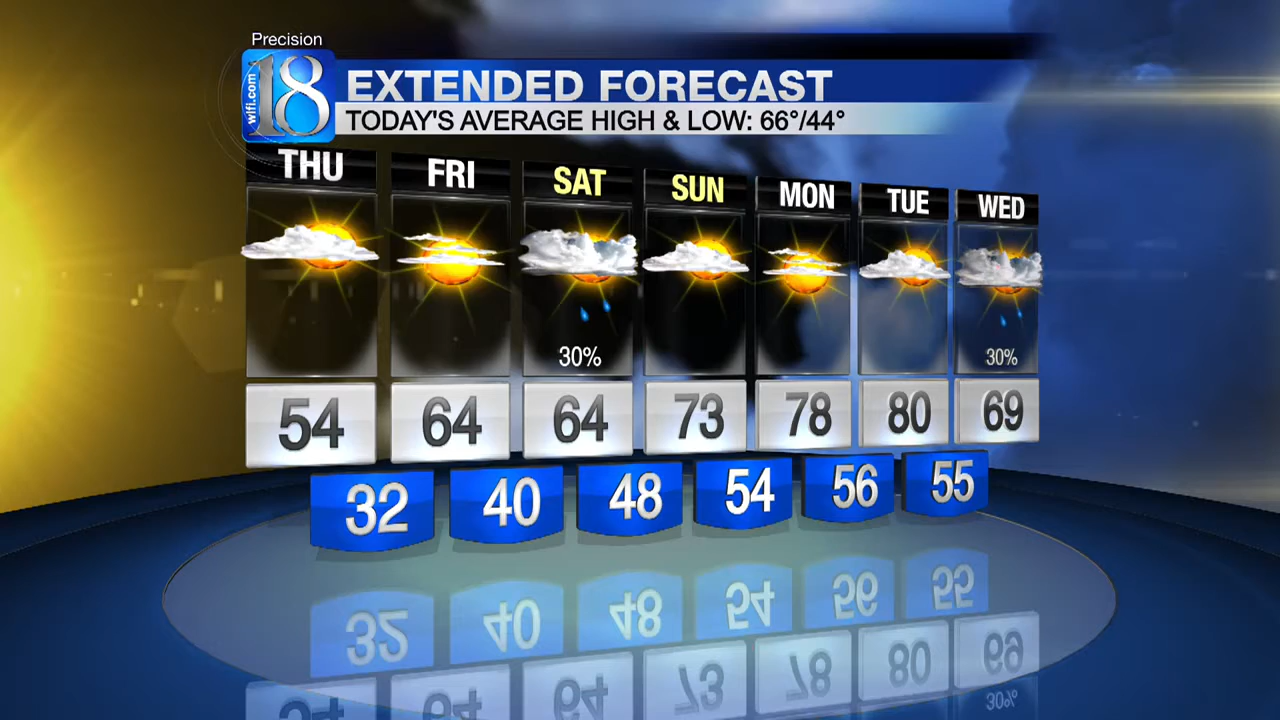 Precision
wlfi.com
18
EXTENDED FORECAST
TODAY'S AVERAGE HIGH & LOW: 66°/44°
THU FRI SAT SUN MON TUE WED
30% 30%
54 64 64 73 78 80 69
32 40 48 54 56 55